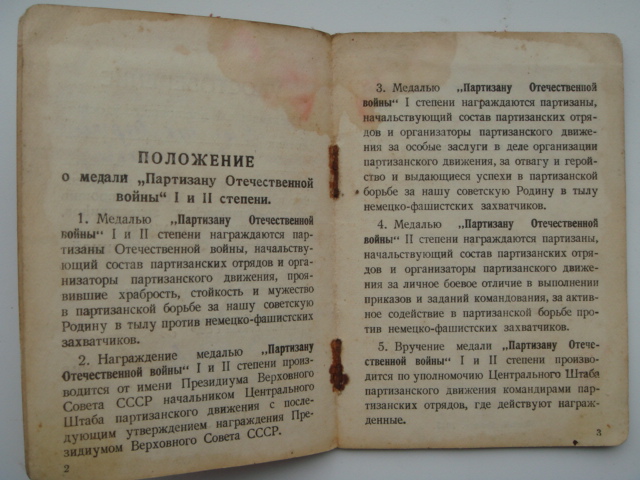 ПОЛОЖЕНИЕ
о медали „Партизану Отечественной
войны“ I и II степени.
1. Медалью „Партизану Отечественной
войны“ I и II степени награждаются пар-
тизаны Отечественной войны, начальству-
ющий состав партизанских отрядов и орга-
низаторы партизанского движения, проя-
вившие храбрость, стойкость и мужество
в партизанской борьбе за нашу советскую
Родину в тылу против немецко-фашистских
захватчиков.
2. Награждение медалью „Партизану
Отечественной войны“ I и II степени произ-
водится от имени Президиума Верховного
Совета СССР начальником Центрального
Штаба партизанского движения с после-
дующим утверждением награждения Пре-
зидиумом Верховного Совета СССР.
2
3. Медалью „Партизану Отечественной
войны“ I степени награждаются партизаны,
начальствующий состав партизанских отря-
дов и организаторы партизанского движе-
ния за особые заслуги в деле организации
партизанского движения, за отвагу и герой-
ство и выдающиеся успехи в партизанской
борьбе за нашу советскую Родину в тылу
немецко-фашистских захватчиков.
4. Медалью „Партизану Отечественной
войны“ II степени награждаются партизаны,
начальствующий состав партизанских отря-
дов и организаторы партизанского движе-
ния за личное боевое отличие в выполнении
приказов и заданий командования, за актив-
ное содействие в партизанской борьбе про-
тив немецко-фашистских захватчиков.
5. Вручение медали „Партизану Отече-
ственной войны“ I и II степени производ-
ится по уполномочию Центрального Штаба
партизанского движения командирами пар-
тизанских отрядов, где действуют награж-
денные.
3